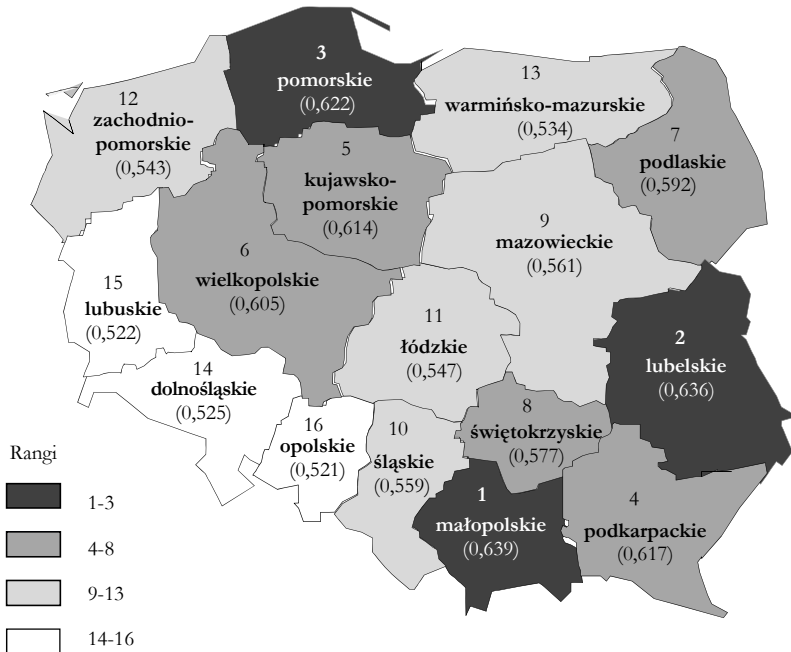 3
pomorskie
(0,622)
13
warmińsko-mazurskie
(0,534)
12
zachodnio-
pomorskie
(0,543)
7
podlaskie
(0,592)
5
kujawsko-
pomorskie
(0,614)
9
mazowieckie
(0,561)
6
wielkopolskie
(0,605)
15
lubuskie
(0,522)
11
łódzkie
(0,547)
2
lubelskie
(0,636)
14
dolnośląskie
(0,525)
16
opolskie
(0,521)
10
śląskie
(0,559)
8
świętokrzyskie
(0,577)
1
małopolskie
(0,639)
4
podkarpackie
(0,617)
Rangi
1-3
4-8
9-13
14-16